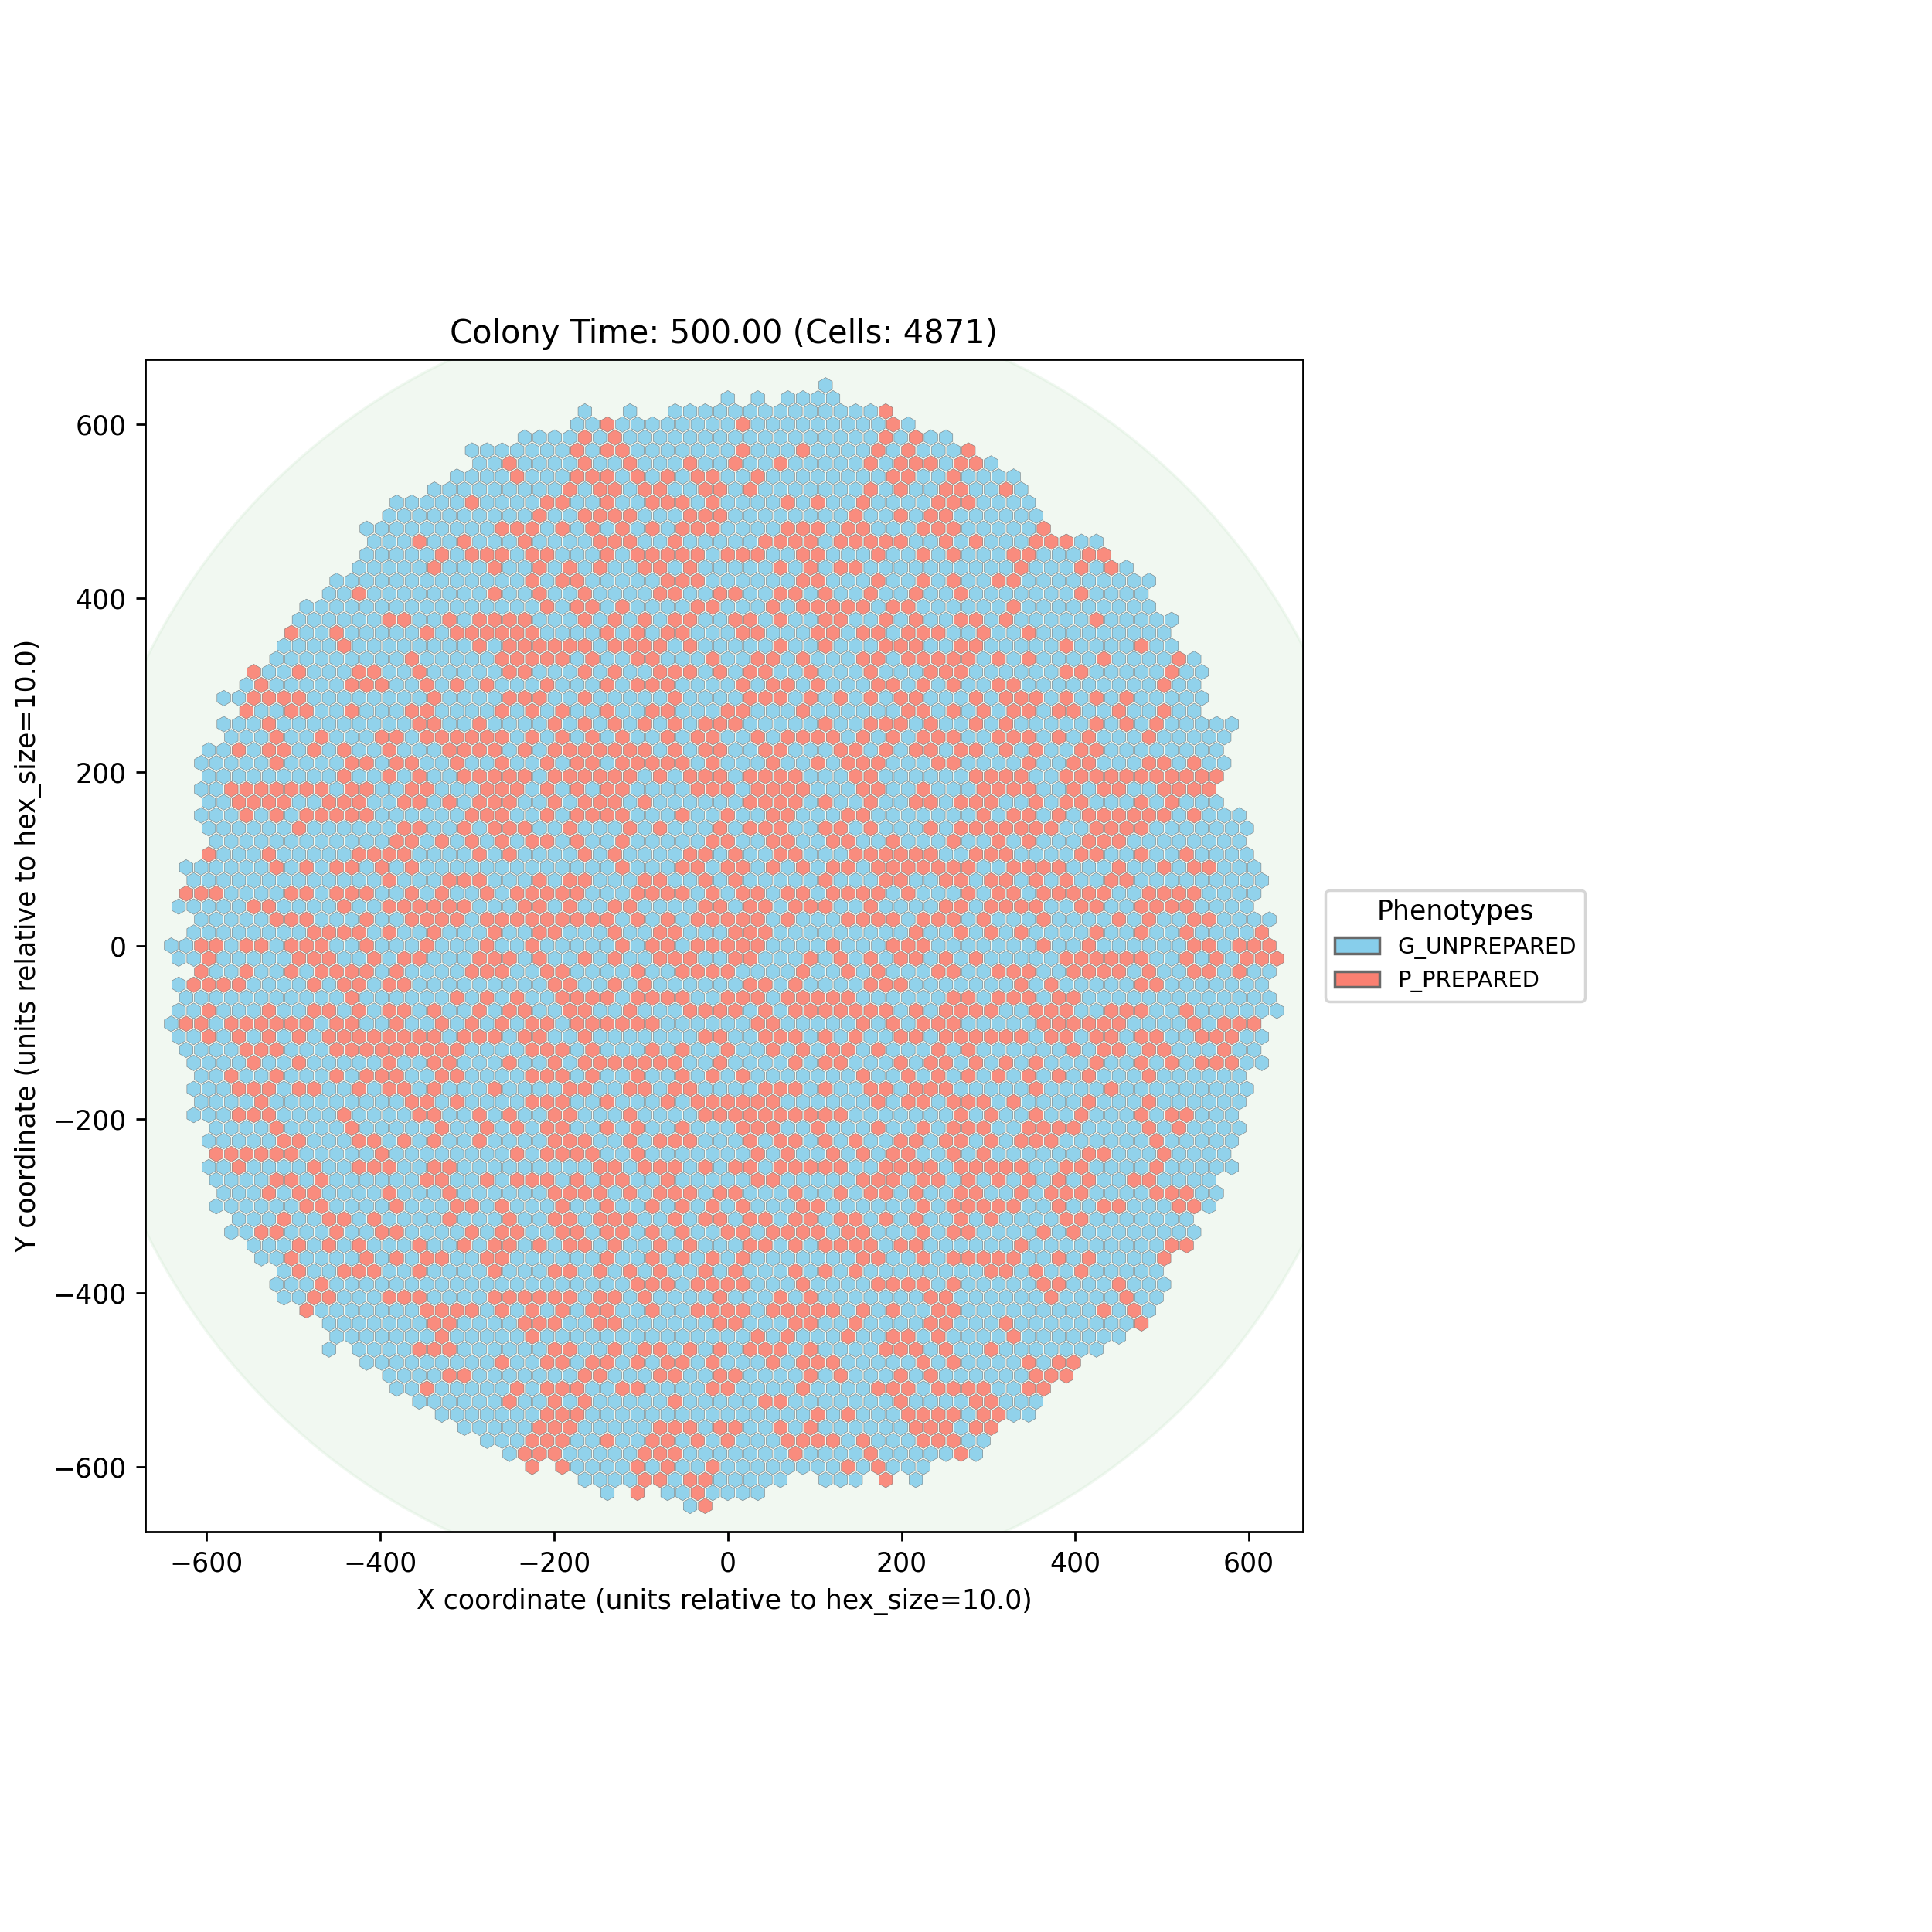 Colony Time: 500.00 (Cells: 4871)
Y coordinate (units relative to hex_size=10.0)
600
400
200
0
−200
−400
−600
−600
−400
−200
0
200
400
600
X coordinate (units relative to hex_size=10.0)
Phenotypes
G_UNPREPARED
P_PREPARED